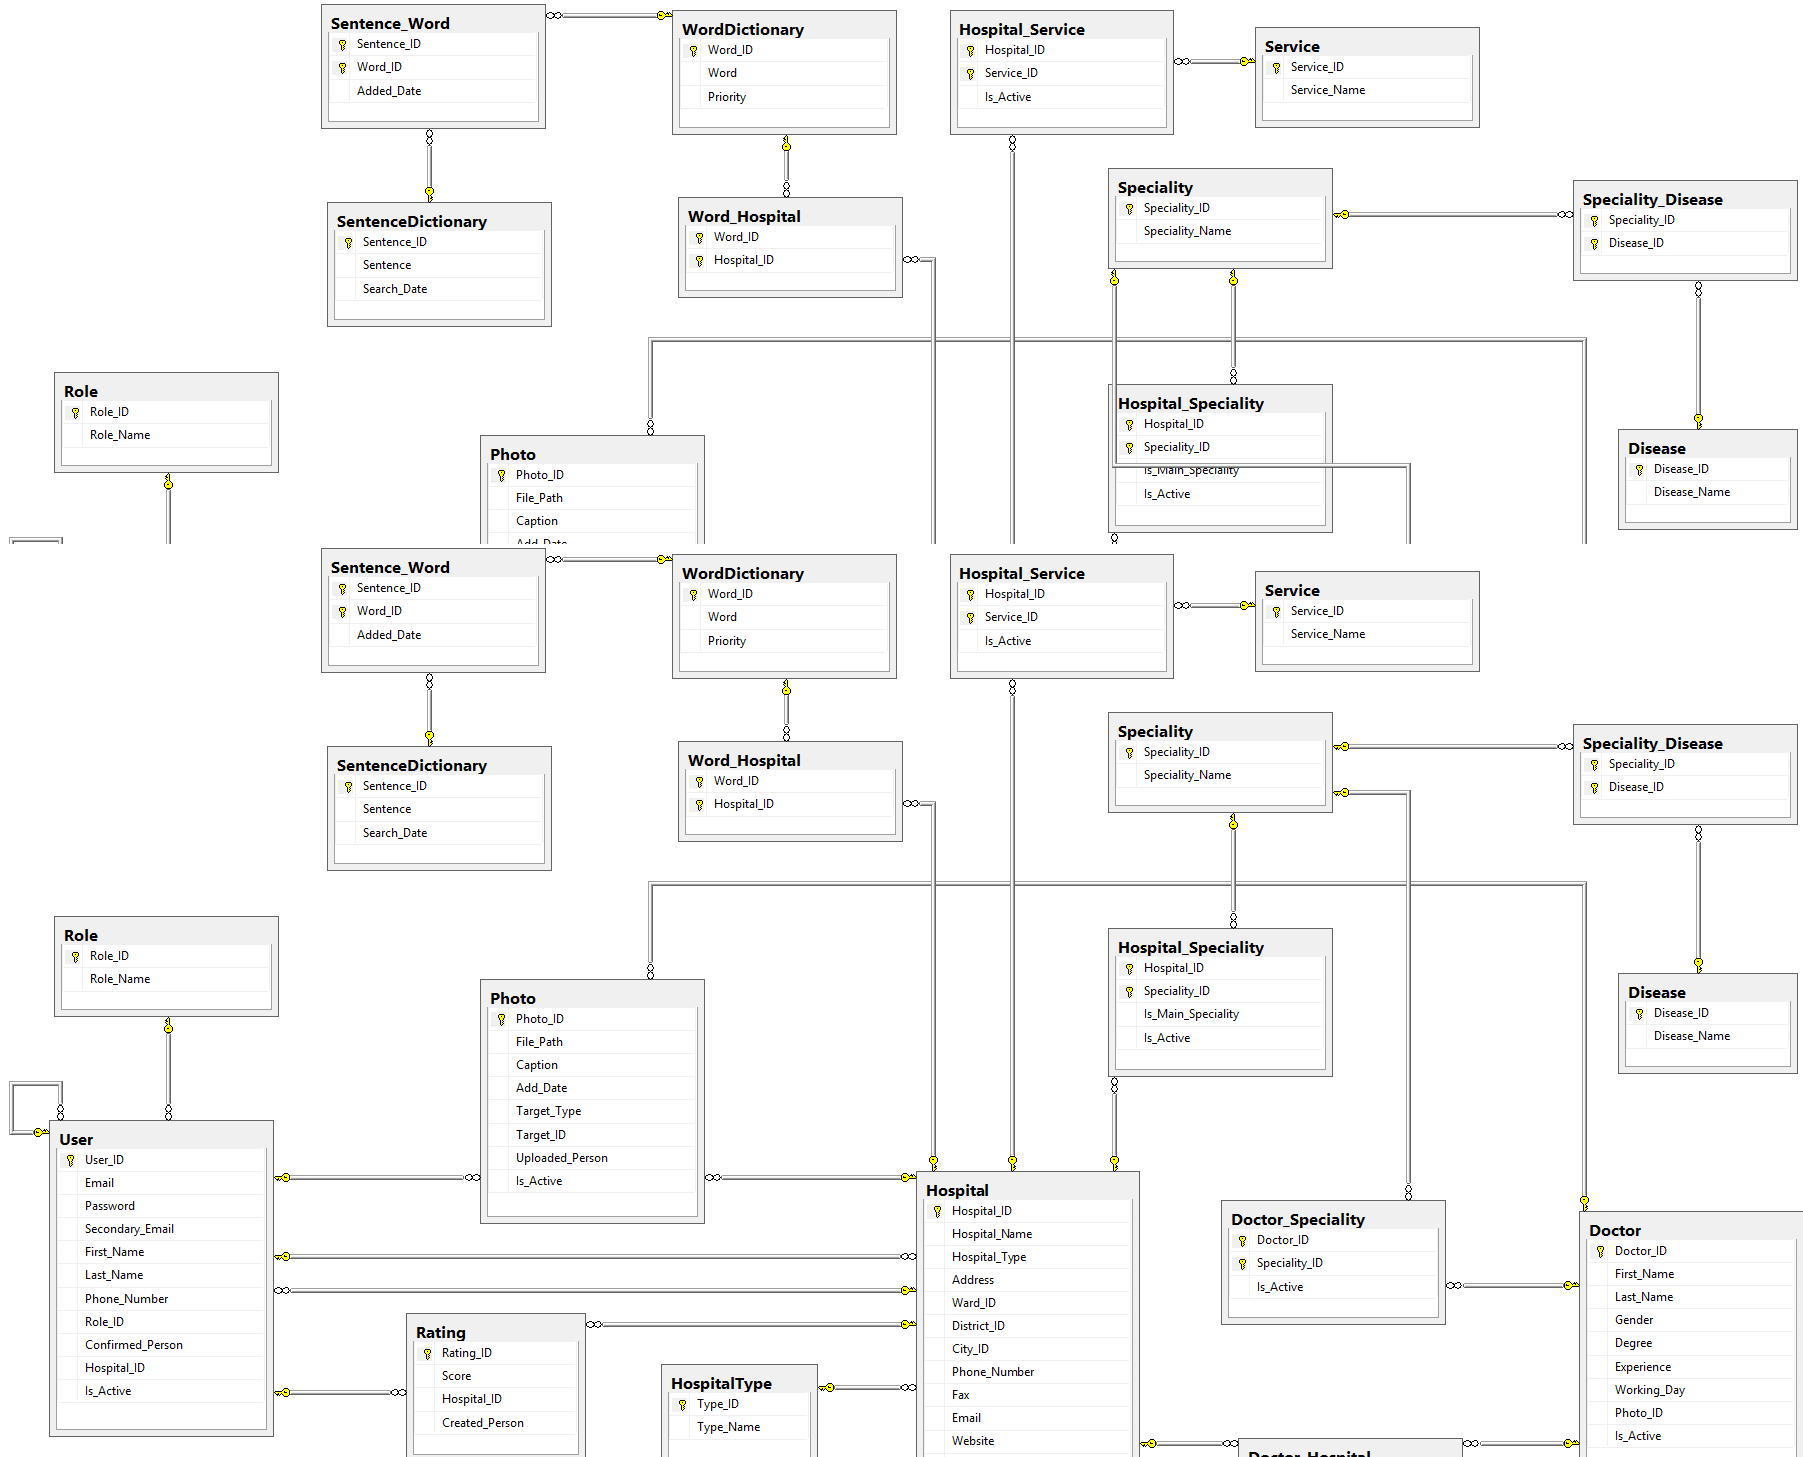 Sentence_Word
Sentence_ID
Word_ID
Added_Date
WordDictionary
Word_ID
Word
Priority
Hospital_Service
Hospital_ID
Service_ID
Is_Active
Service
Service_ID
Service_Name
SentenceDictionary
Sentence_ID
Sentence
Search_Date
Word_Hospital
Word_ID
Hospital_ID
Speciality
Speciality_ID
Speciality_Name
Speciality_Disease
Speciality_ID
Disease_ID
Role
Role_ID
Role_Name
Photo
Photo_ID
File_Path
Caption
Add_Date
Hospital_Speciality
Hospital_ID
Speciality_ID
Is_Main_Speciality
Is_Active
Disease
Disease_ID
Disease_Name
Sentence_Word
Sentence_ID
Word_ID
Added_Date
WordDictionary
Word_ID
Word
Priority
Hospital_Service
Hospital_ID
Service_ID
Is_Active
Service
Service_ID
Service_Name
SentenceDictionary
Sentence_ID
Sentence
Search_Date
Word_Hospital
Word_ID
Hospital_ID
Speciality
Speciality_ID
Speciality_Name
Speciality_Disease
Speciality_ID
Disease_ID
Role
Role_ID
Role_Name
Photo
Photo_ID
File_Path
Caption
Add_Date
Target_Type
Target_ID
Uploaded_Person
Is_Active
Hospital_Speciality
Hospital_ID
Speciality_ID
Is_Main_Speciality
Is_Active
Disease
Disease_ID
Disease_Name
User
User_ID
Email
Password
Secondary_Email
First_Name
Last_Name
Phone_Number
Role_ID
Confirmed_Person
Hospital_ID
Is_Active
Rating
Rating_ID
Score
Hospital_ID
Created_Person
HospitalType
Type_ID
Type_Name
Hospital
Hospital_ID
Hospital_Name
Hospital_Type
Address
Ward_ID
District_ID
City_ID
Phone_Number
Fax
Email
Website
Doctor_Speciality
Doctor_ID
Speciality_ID
Is_Active
Doctor
Doctor_ID
First_Name
Last_Name
Gender
Degree
Experience
Working_Day
Photo_ID
Is_Active
Doctor_Hospital